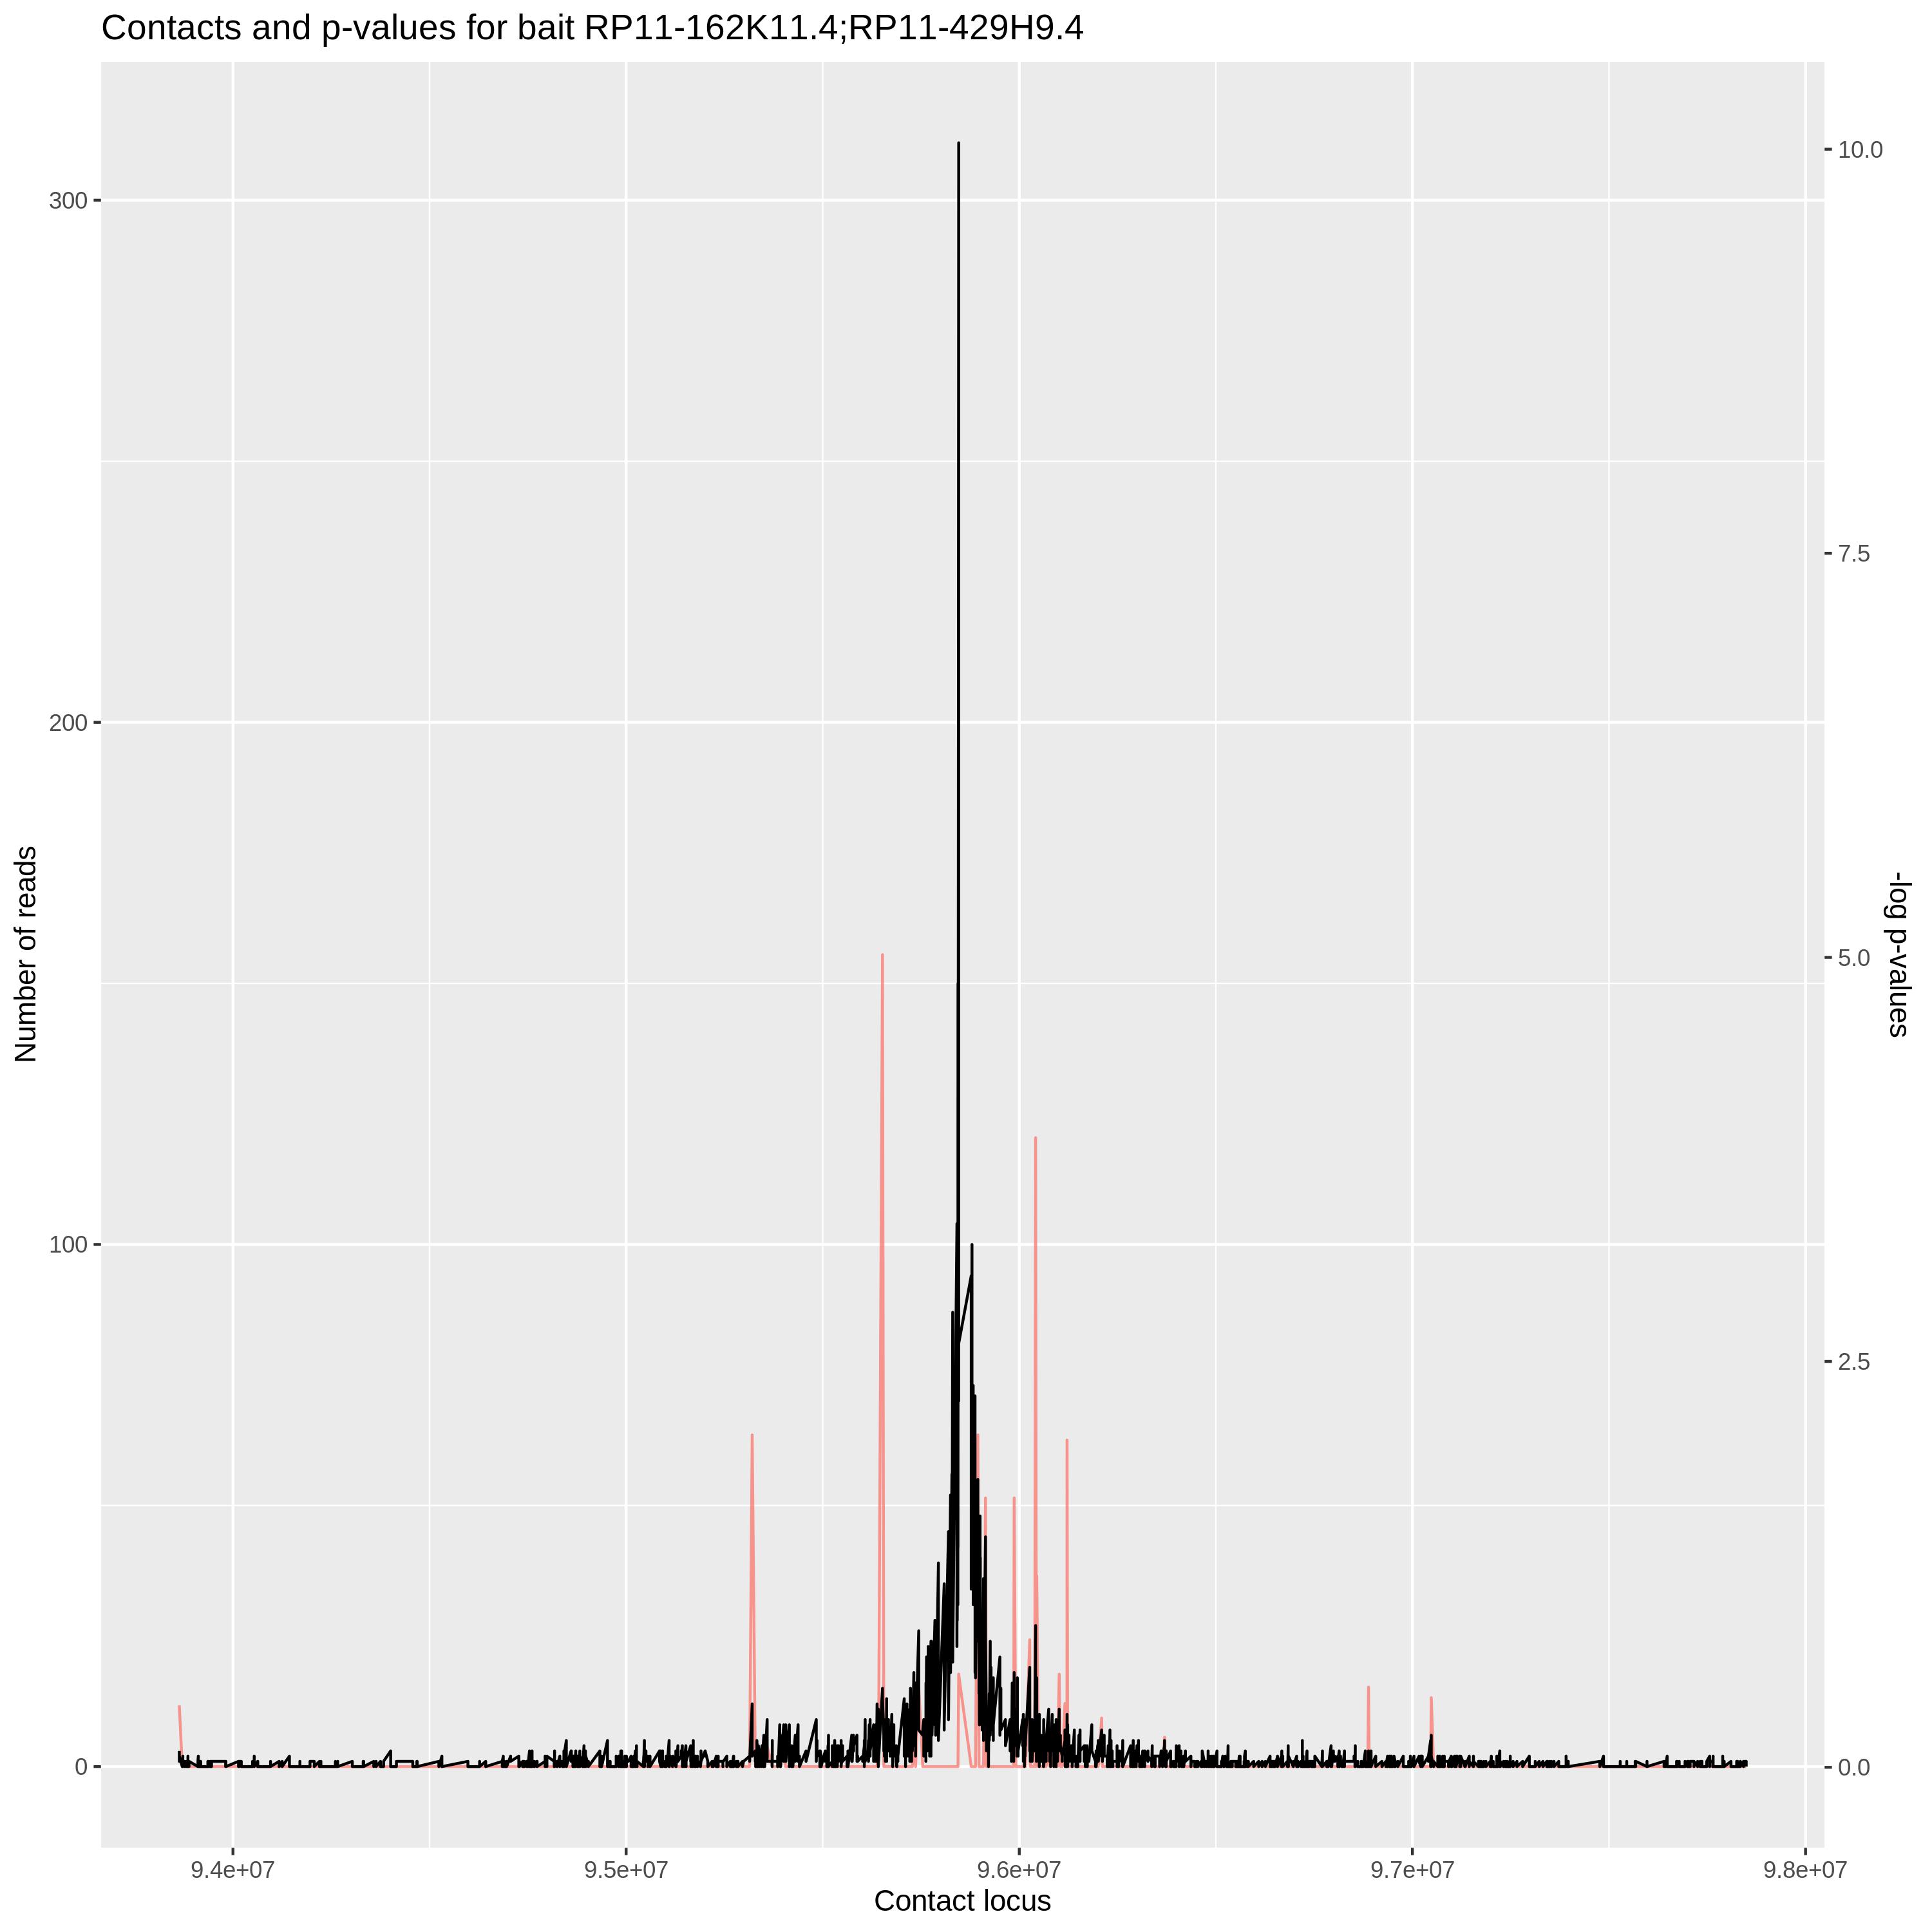 Contacts and p-values for bait RP11-162K11.4;RP11-429H9.4
300
200
100
0
Number of reads
10.0
7.5
5.0
2.5
0.0
-log p-values
9.4e+07
9.5e+07
9.6e+07
9.7e+07
9.8e+07
Contact locus